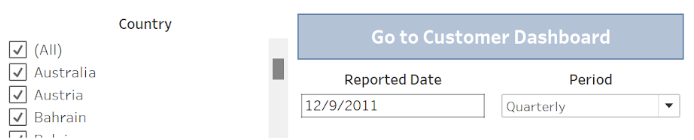 Country
(All)
Australia
Austria
Bahrain
Go to Customer Dashboard
Reported Date
12/9/2011
Period
Quarterly